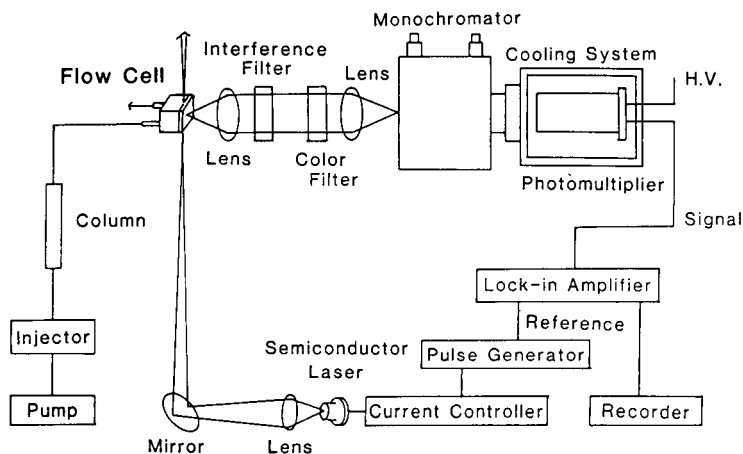 Monochromator
Interference
Filter
Lens
Cooling System
H.V.
Flow Cell
Lens
Color
Filter
Photomultiplier
Column
Signal
Lock-in Amplifier
Injector
Reference
Semiconductor
Laser
Pulse Generator
Pump
Mirror
Lens
Current Controller
Recorder